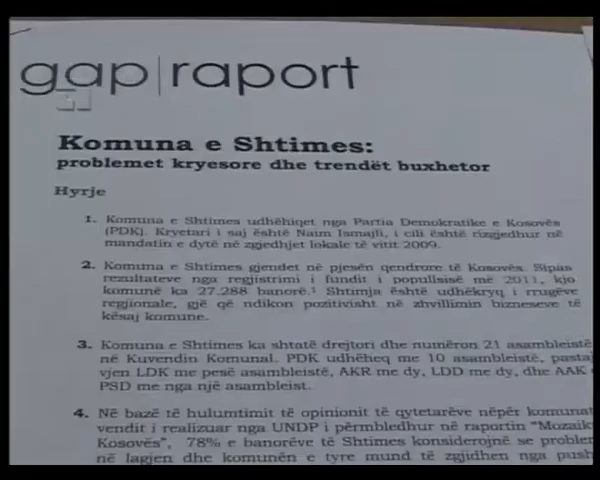 gap|raport
Komuna e Shtimes:
problemet kryesore dhe trendët buxhetor
Hyrje
1. Komuna e Shtimes udhëhiqet nga Partia Demokratike e Kosovës
(PDK). Kryetari i saj është Naim Ismajli, i cili është rizgjedhur në
mandatin e dytë në zgjedhjet lokale të vitit 2009.
2. Komuna e Shtimes gjendet në pjesën qendrore të Kosovës. Sipas
rezultateve nga regjistrimi i fundit i popullsisë më 2011, kjo
komunë ka 27.288 banorë.¹ Shtimja është udhëkryq i rrugëve
regjionale, gjë që ndikon pozitivisht në zhvillimin bizneseve të
kësaj komune.
3. Komuna e Shtimes ka shtatë drejtori dhe numëron 21 asambleistë
në Kuvendin Komunal. PDK udhëheq me 10 asambleistë, pasta
vjen LDK me pesë asambleistë, AKR me dy, LDD me dy, dhe AAK
PSD me nga një asambleist.
4. Në bazë të hulumtimit të opinionit të qytetarëve nëpër komunat
vendit i realizuar nga UNDP i përmbledhur në raportin "Mozaik
Kosovës", 78% e banorëve të Shtimes konsiderojnë se problem
në lagjen dhe komunën e tyre mund të zgjidhen nga push